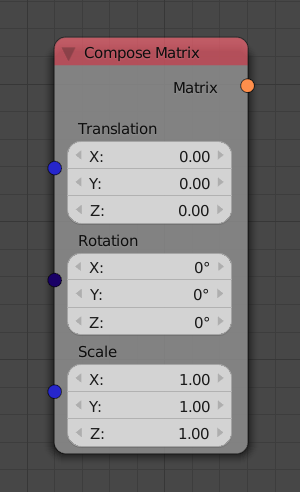 Compose Matrix
Matrix
Translation
X: 0.00
Y: 0.00
Z: 0.00
Rotation
X: 0°
Y: 0°
Z: 0°
Scale
X: 1.00
Y: 1.00
Z: 1.00